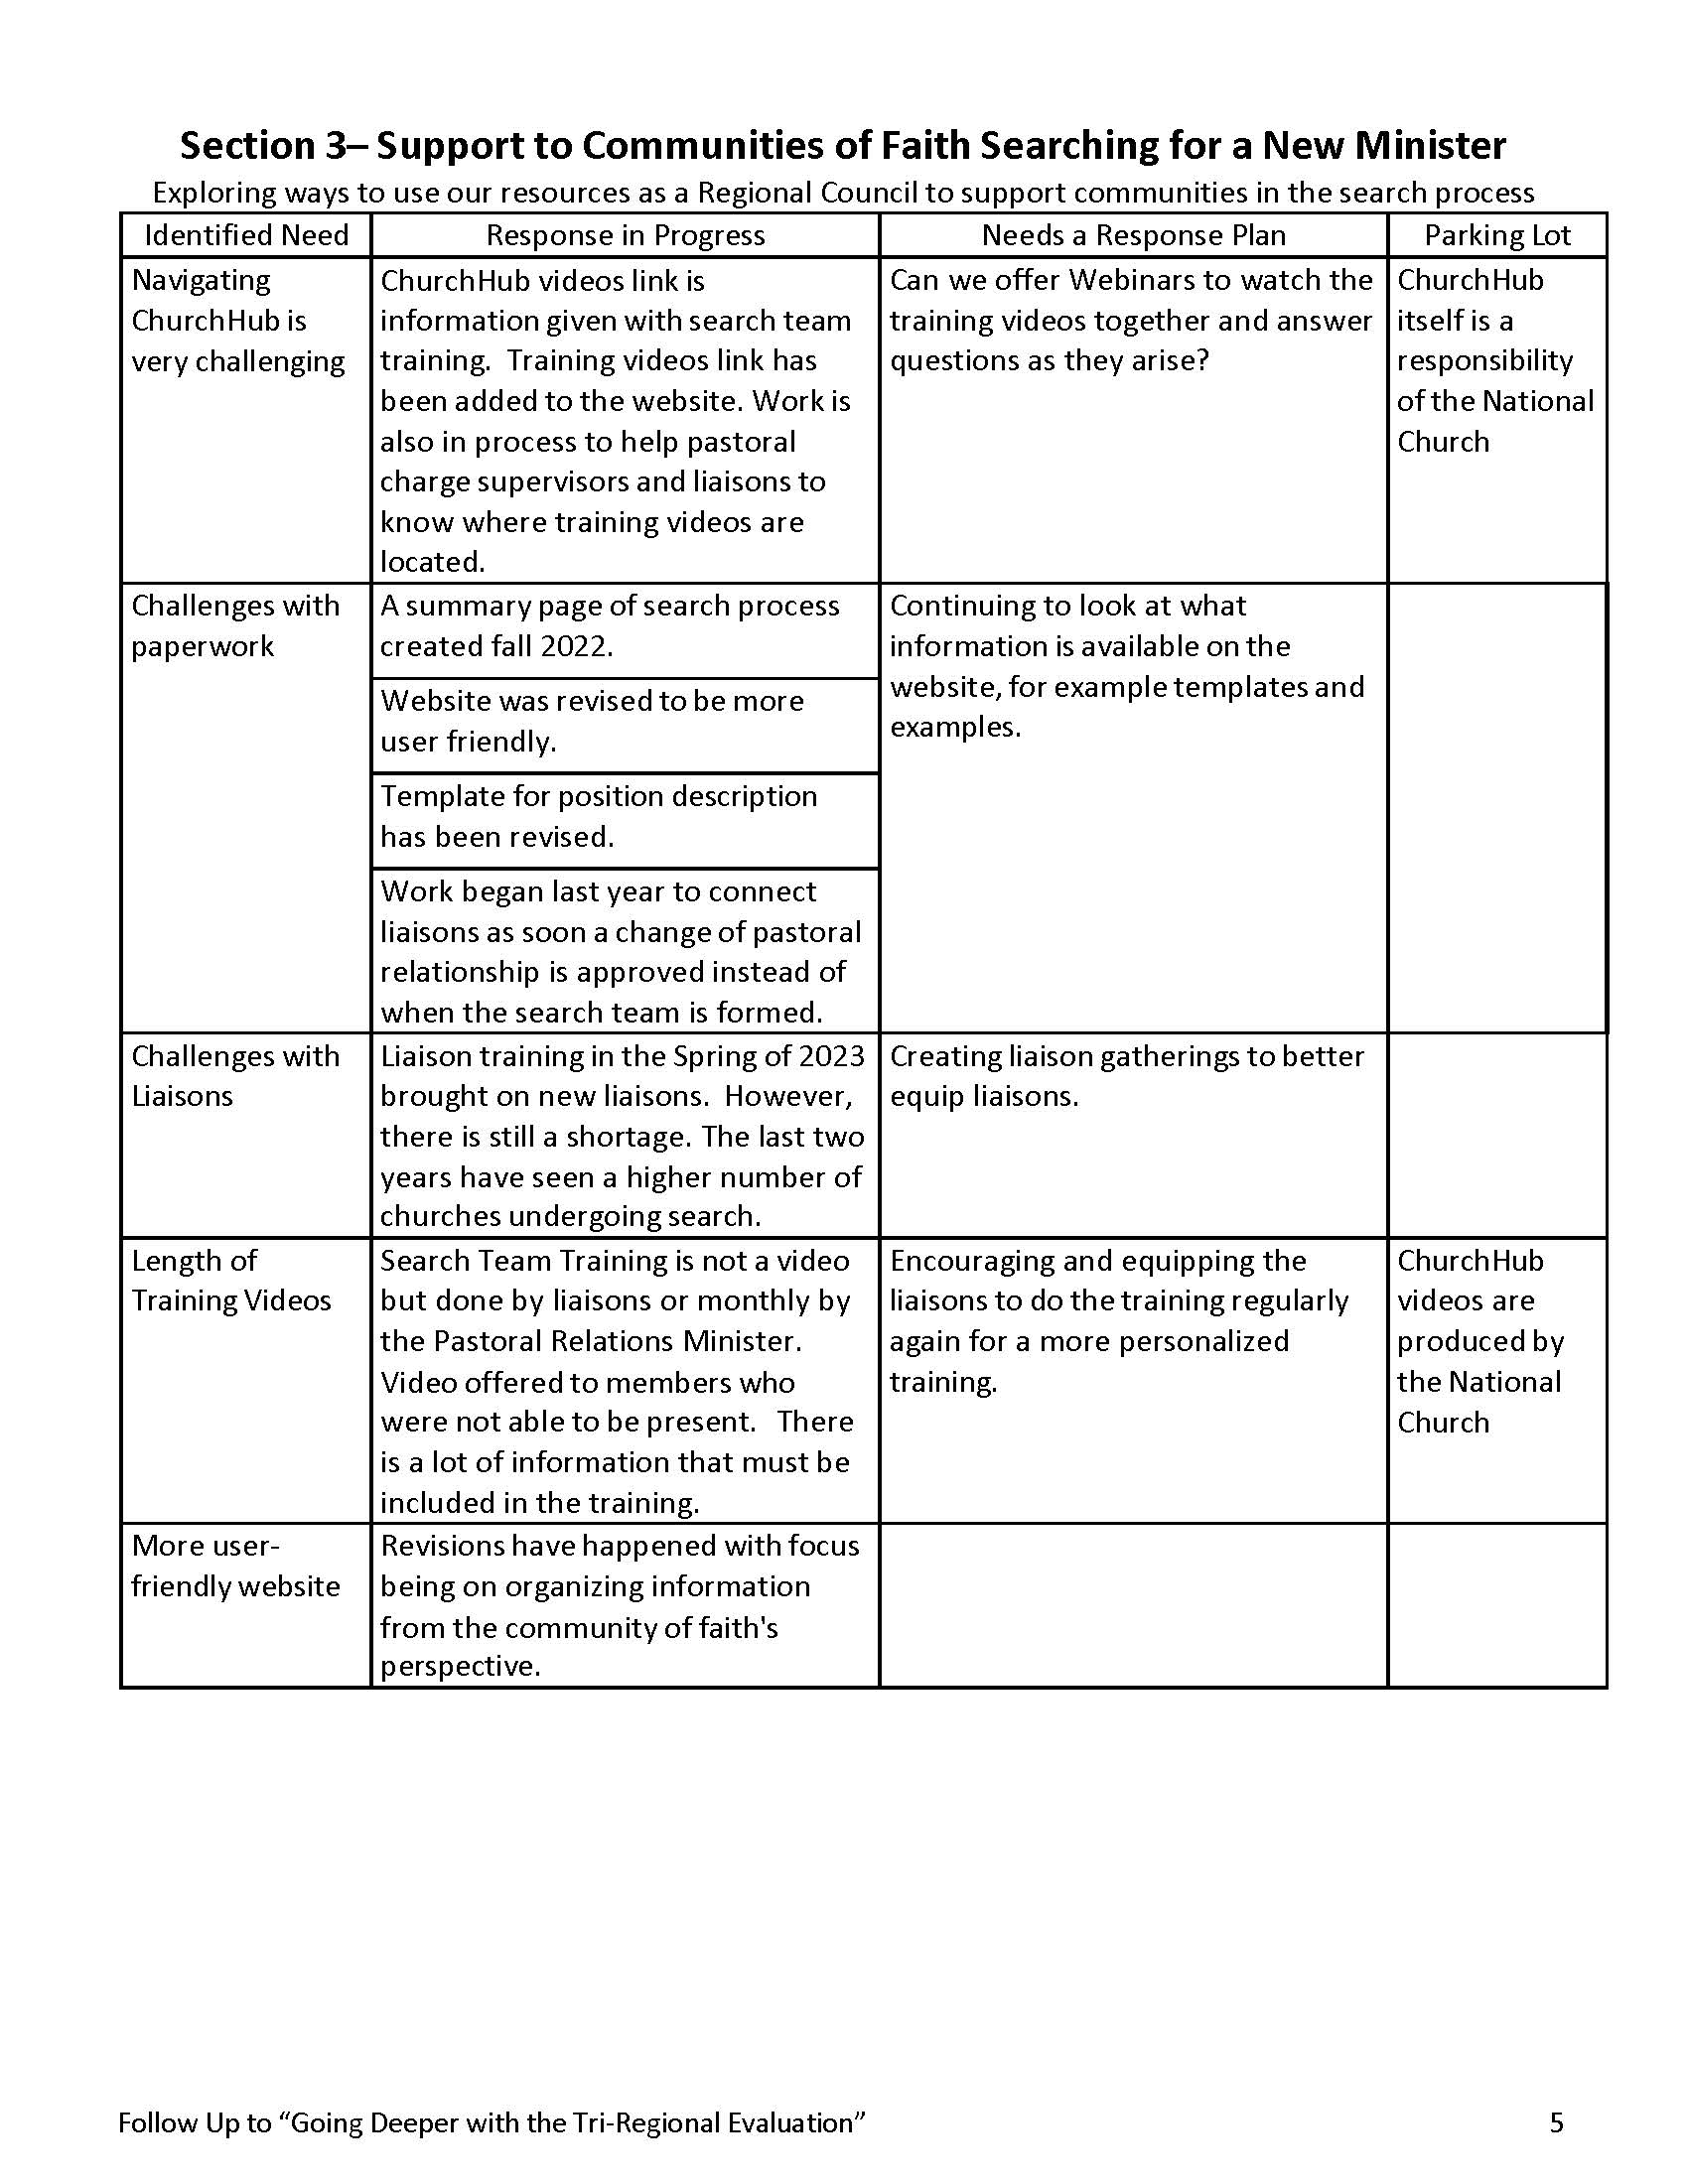 Section 3– Support to Communities of Faith Searching for a New Minister
Exploring ways to use our resources as a Regional Council to support communities in the search process
Identified Need
Response in Progress
Needs a Response Plan
Parking Lot
Navigating
ChurchHub is
very challenging
ChurchHub videos link is
information given with search team
training.  Training videos link has
been added to the website. Work is
also in process to help pastoral
charge supervisors and liaisons to
know where training videos are
located.
Can we offer Webinars to watch the
training videos together and answer
questions as they arise?
ChurchHub
itself is a
responsibility
of the National
Church
Challenges with
paperwork
A summary page of search process
created fall 2022.
Website was revised to be more
user friendly.
Template for position description
has been revised.
Work began last year to connect
liaisons as soon a change of pastoral
relationship is approved instead of
when the search team is formed.
Continuing to look at what
information is available on the
website, for example templates and
examples.
Challenges with
Liaisons
Liaison training in the Spring of 2023
brought on new liaisons.  However,
there is still a shortage. The last two
years have seen a higher number of
churches undergoing search.
Creating liaison gatherings to better
equip liaisons.
Length of
Training Videos
Search Team Training is not a video
but done by liaisons or monthly by
the Pastoral Relations Minister.
Video offered to members who
were not able to be present.   There
is a lot of information that must be
included in the training.
Encouraging and equipping the
liaisons to do the training regularly
again for a more personalized
training.
ChurchHub
videos are
produced by
the National
Church
More user-
friendly website
Revisions have happened with focus
being on organizing information
from the community of faith's
perspective.
Follow Up to “Going Deeper with the Tri-Regional Evaluation”
5